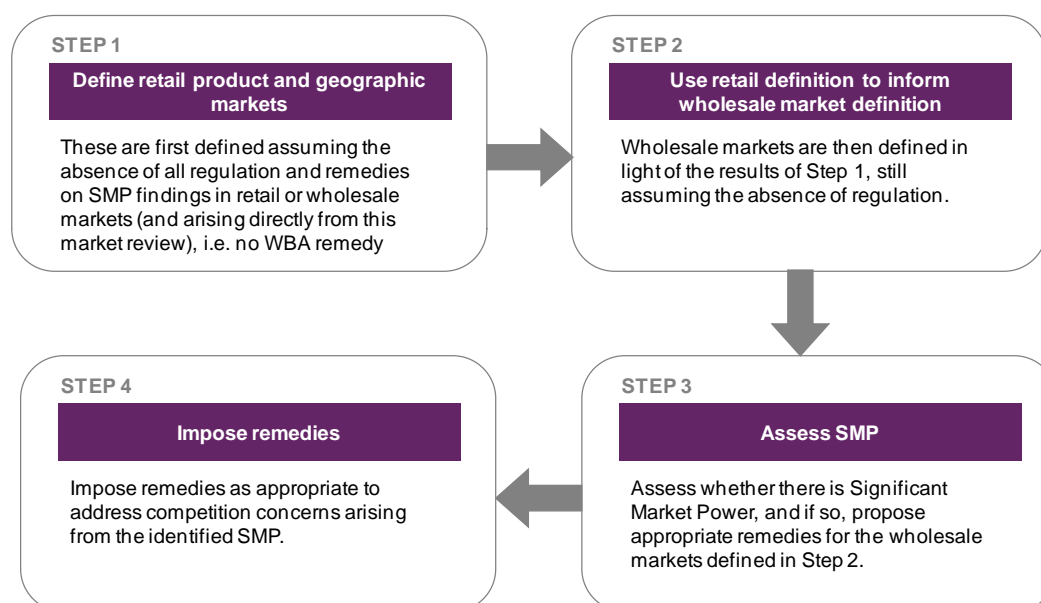 STEP 1
Define retail product and geographic
markets
These are first defined assuming the
absence of all regulation and remedies
on SMP findings in retail or wholesale
markets (and arising directly from this
market review), i.e. no WBA remedy
STEP 2
Use retail definition to inform
wholesale market definition
Wholesale markets are then defined in
light of the results of Step 1, still
assuming the absence of regulation.
STEP 3
Assess SMP
Assess whether there is Significant
Market Power, and if so, propose
appropriate remedies for the wholesale
markets defined in Step 2.
STEP 4
Impose remedies
Impose remedies as appropriate to
address competition concerns arising
from the identified SMP.